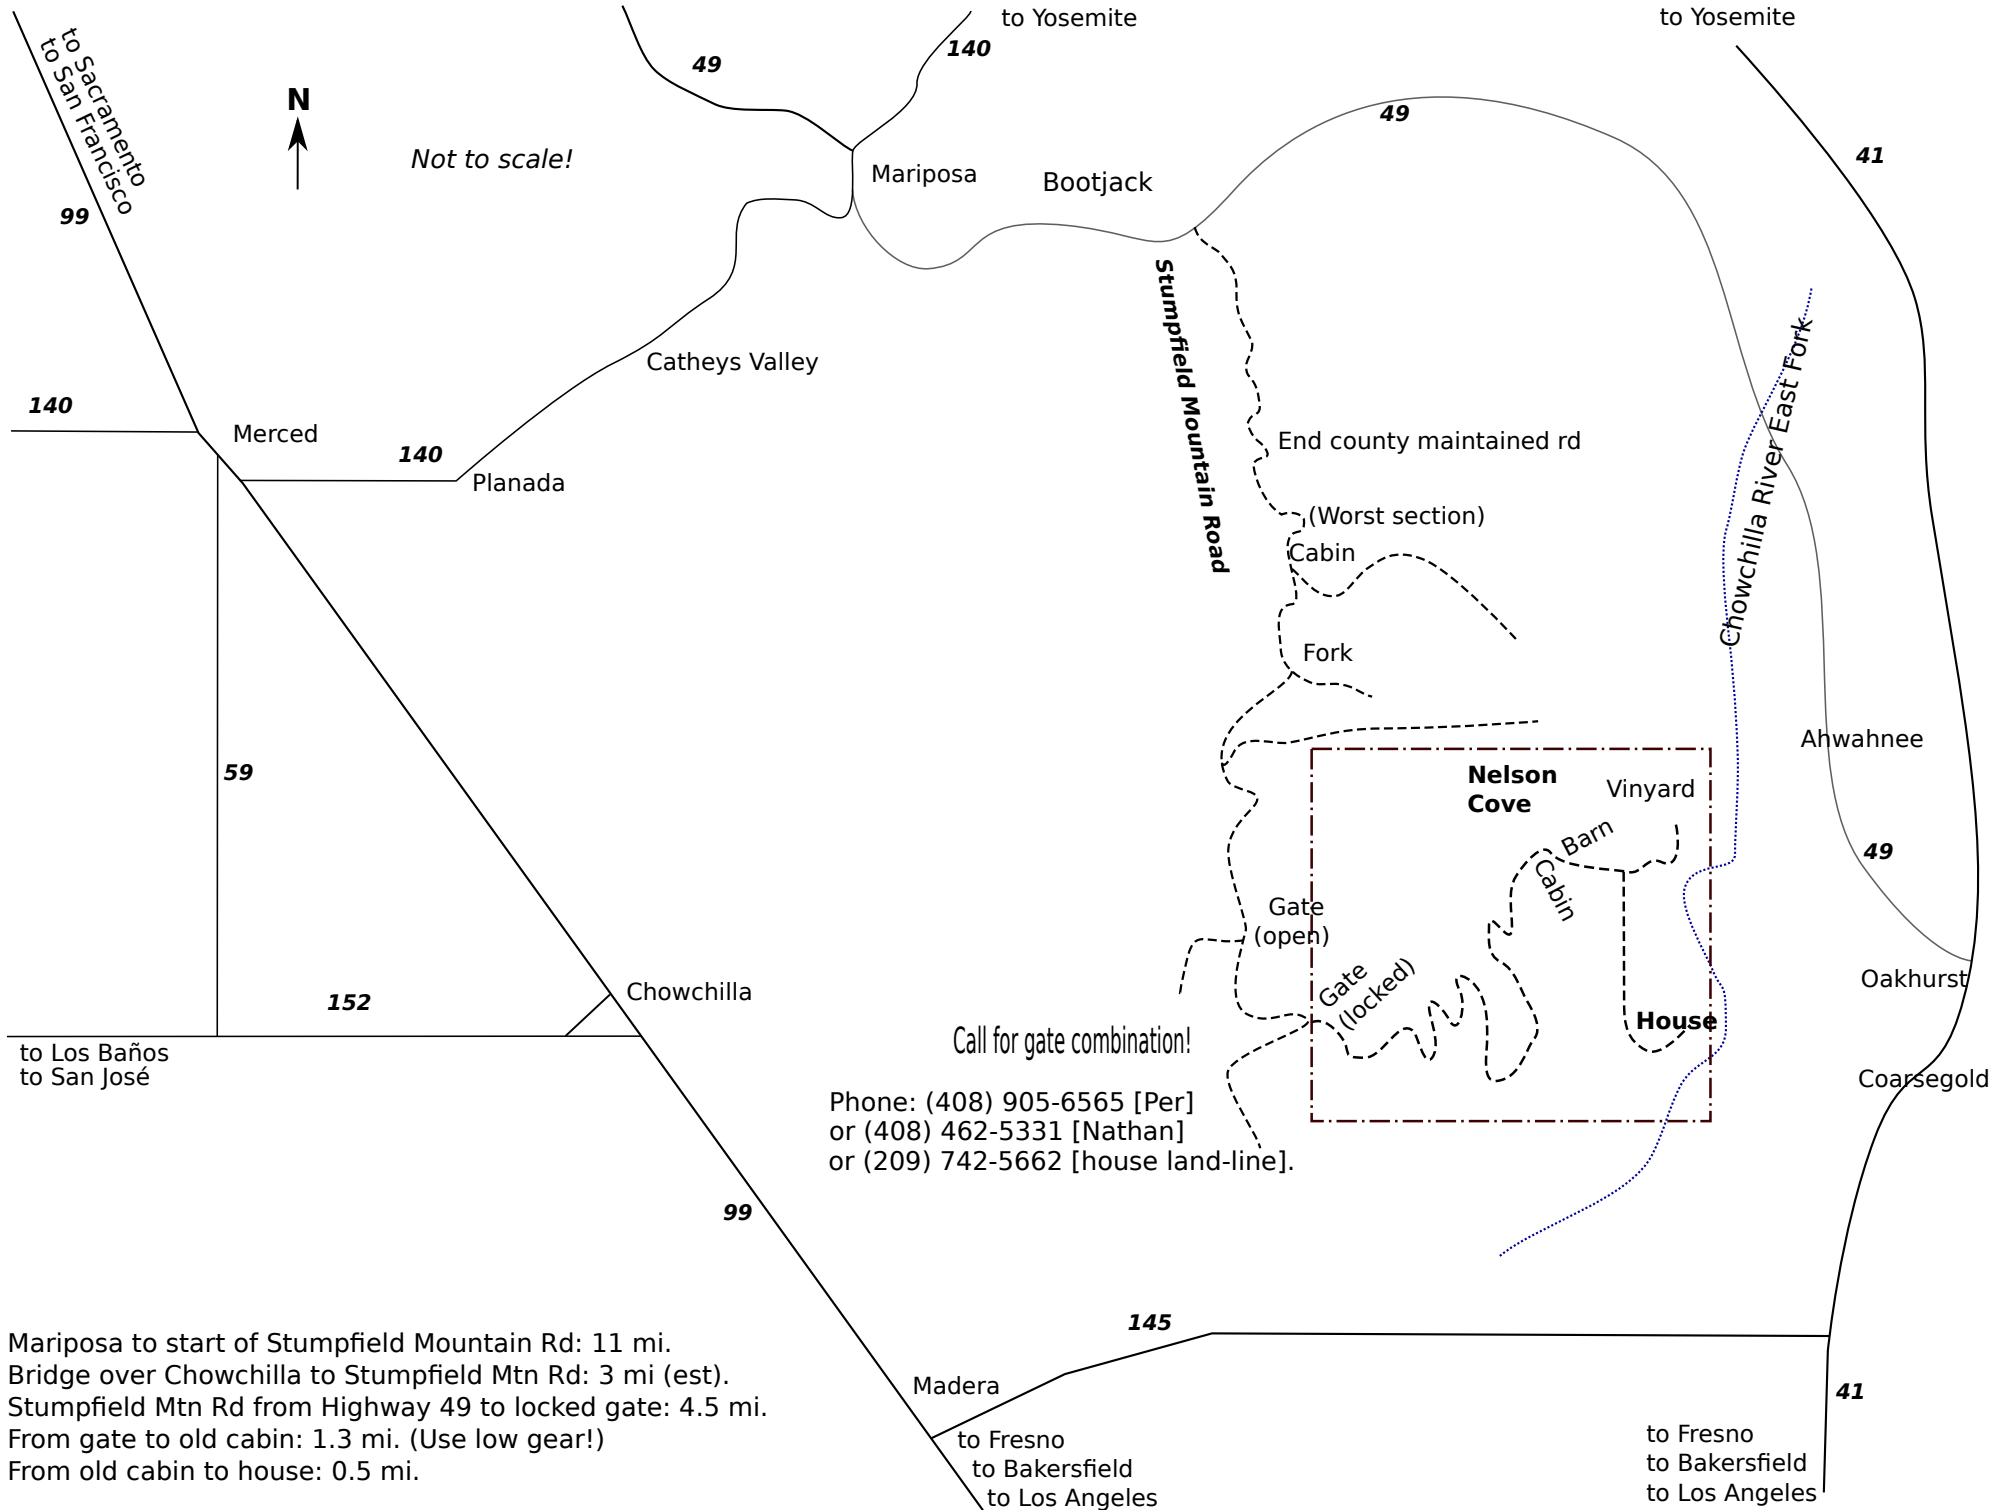 to Yosemite
to Yosemite
49
140
to Sacramento
to San Francisco
N
49
41
Not to scale!
Mariposa
Bootjack
99
Stumpfield Mountain Road
Chowchilla River East Fork
Catheys Valley
140
Merced
140
Planada
End county maintained rd
(Worst section)
Cabin
Fork
59
Ahwahnee
Nelson
Cove
Vinyard
Barn
Cabin
49
Gate
(open)
Gate
(locked)
Oakhurst
152
Chowchilla
House
to Los Baños
to San José
Coarsegold
Call for gate combination!
Phone: (408) 905-6565 [Per]
or (408) 462-5331 [Nathan]
or (209) 742-5662 [house land-line].
99
145
Madera
41
Mariposa to start of Stumpfield Mountain Rd: 11 mi.
Bridge over Chowchilla to Stumpfield Mtn Rd: 3 mi (est).
Stumpfield Mtn Rd from Highway 49 to locked gate: 4.5 mi.
From gate to old cabin: 1.3 mi. (Use low gear!)
From old cabin to house: 0.5 mi.
to Fresno
to Bakersfield
to Los Angeles
to Fresno
to Bakersfield
to Los Angeles